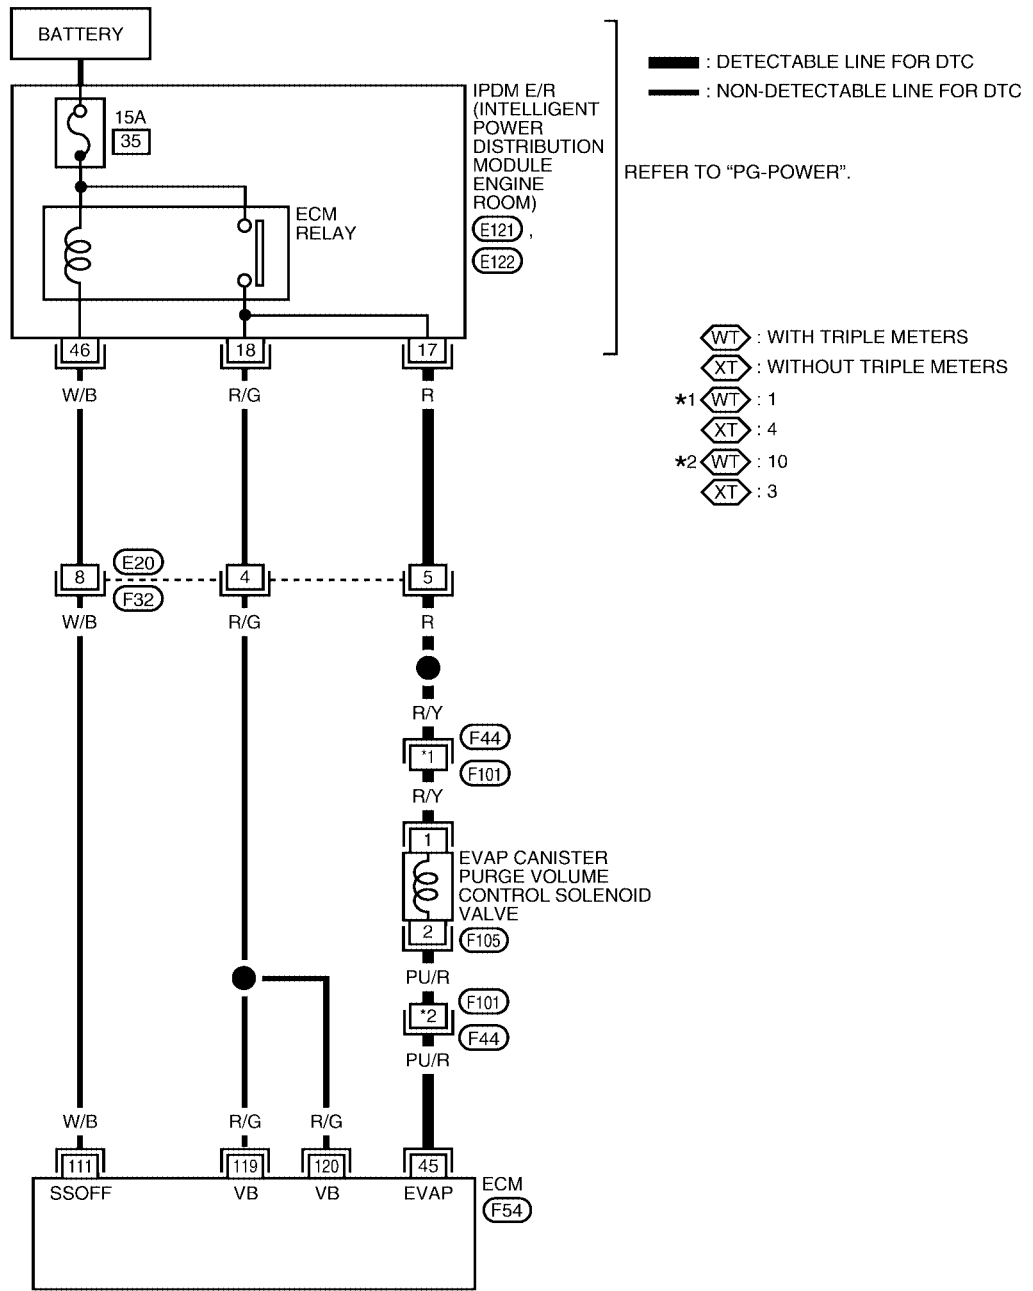 BATTERY
: DETECTABLE LINE FOR DTC
: NON-DETECTABLE LINE FOR DTC
IPDM E/R
(INTELLIGENT
POWER
DISTRIBUTION
MODULE
ENGINE
ROOM)
E121 ,
E122
REFER TO “PG-POWER”.
15A
35
ECM
RELAY
WT : WITH TRIPLE METERS
XT : WITHOUT TRIPLE METERS
*1 WT : 1
XT : 4
*2 WT : 10
XT : 3
46
18
17
W/B
R/G
R
E20
8
4
5
F32
W/B
R/G
R
R/Y
F44
*1
F101
R/Y
1
EVAP CANISTER
PURGE VOLUME
CONTROL SOLENOID
VALVE
2
F105
PU/R
F101
*2
F44
PU/R
W/B
R/G
R/G
111
119
120
45
SSOFF
VB
VB
EVAP
ECM
F54